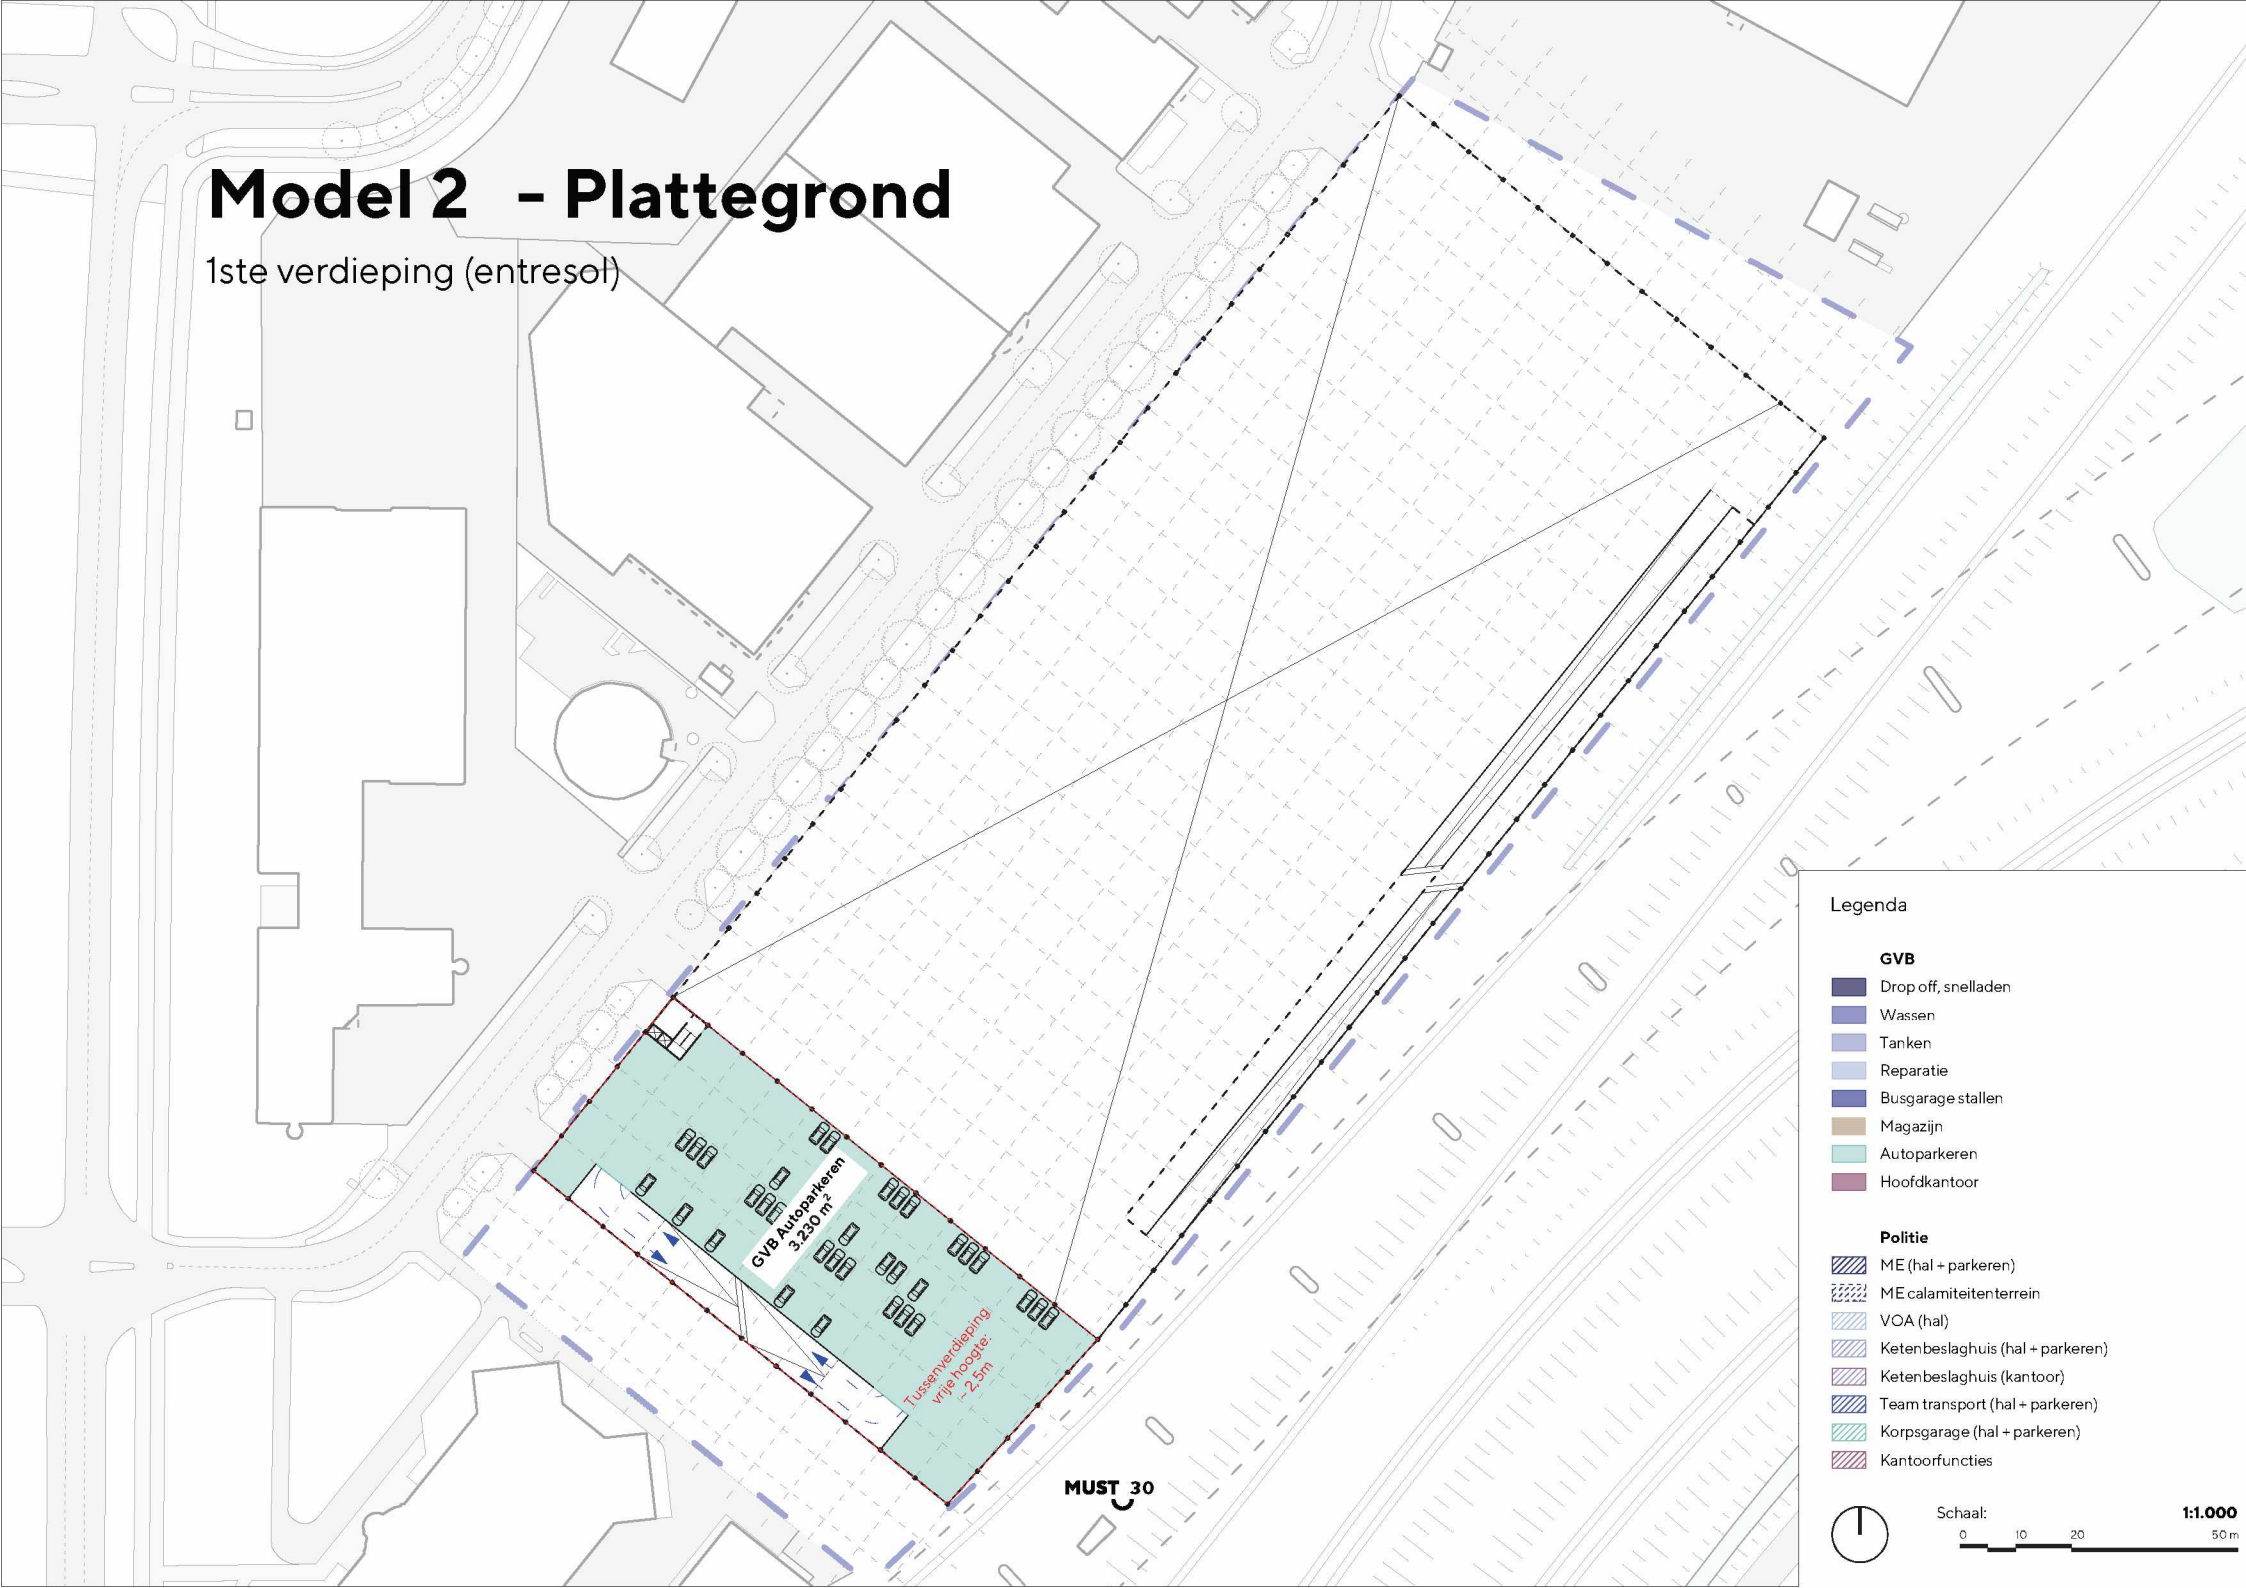 Model 2 - Plattegrond
1ste verdieping (entresol)
GVB Autoparkeren
3.230 m²
Tussenverdieping
vrije hoogte:
~ 2,5m
MUST 30
Legenda
GVB
Drop off, snelladen
Wassen
Tanken
Reparatie
Busgarage stallen
Magazijn
Autoparkeren
Hoofdkantoor
Politie
ME (hal + parkeren)
ME calamiteitenterrein
VOA (hal)
Ketenbeslaghuis (hal + parkeren)
Ketenbeslaghuis (kantoor)
Team transport (hal + parkeren)
Korpsgarage (hal + parkeren)
Kantoorfuncties
Schaal: 1:1.000
0 10 20 50 m